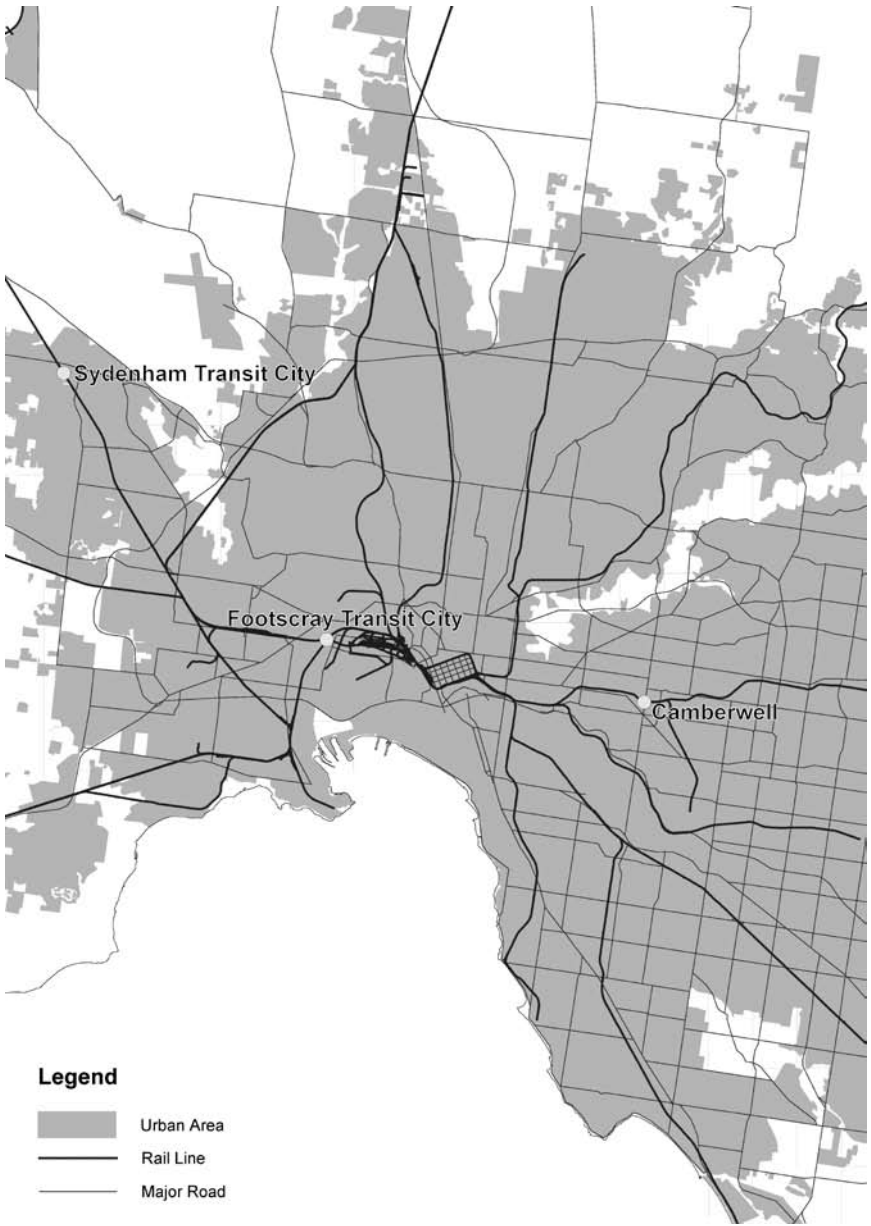 Sydenham Transit City
Footscray Transit City
Camberwell
Legend
Urban Area
Rail Line
Major Road